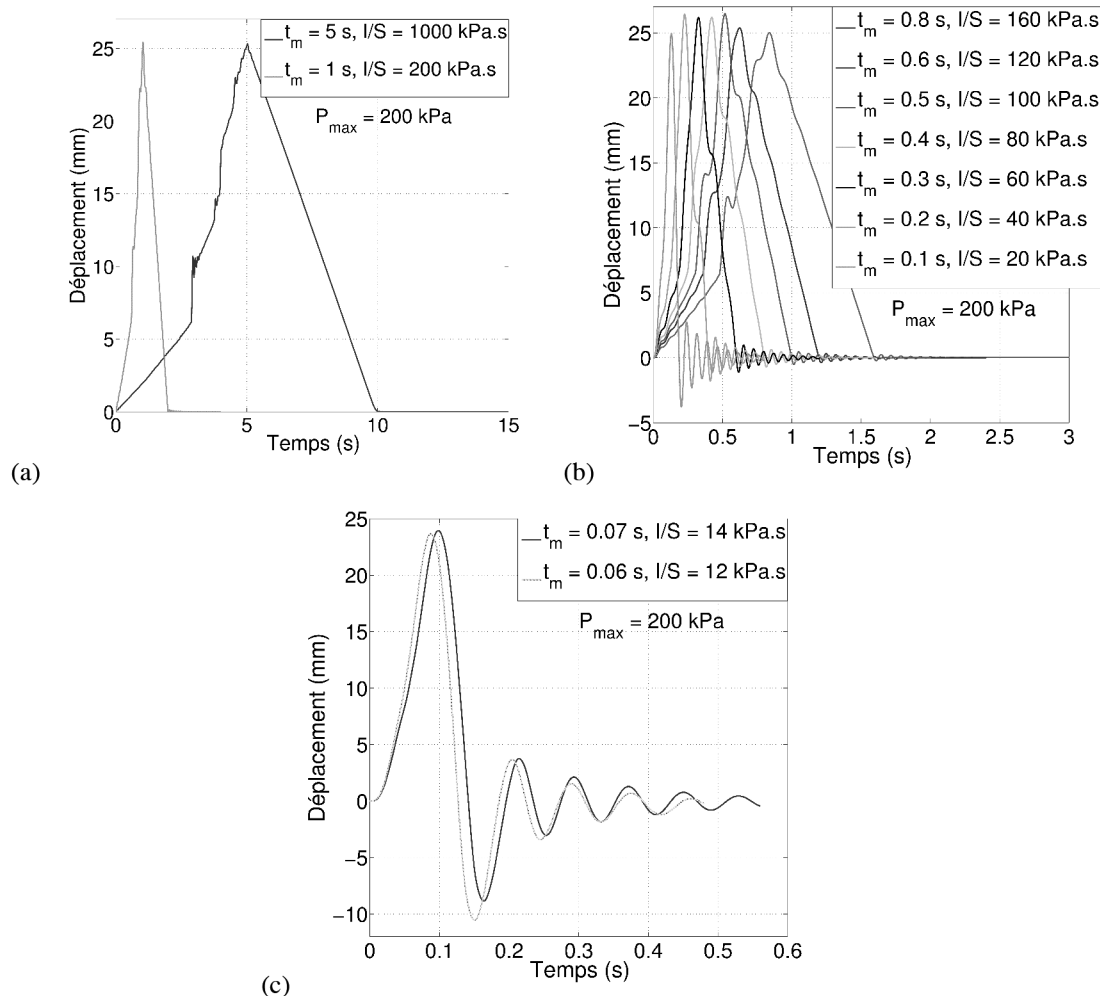 t_m = 5 s, I/S = 1000 kPa.s
t_m = 1 s, I/S = 200 kPa.s
P_max = 200 kPa
Déplacement (mm)
25
20
15
10
5
0
0 5 10 15
Temps (s)
(a)
t_m = 0.8 s, I/S = 160 kPa.s
t_m = 0.6 s, I/S = 120 kPa.s
t_m = 0.5 s, I/S = 100 kPa.s
t_m = 0.4 s, I/S = 80 kPa.s
t_m = 0.3 s, I/S = 60 kPa.s
t_m = 0.2 s, I/S = 40 kPa.s
t_m = 0.1 s, I/S = 20 kPa.s
P_max = 200 kPa
Déplacement (mm)
25
20
15
10
5
0
−5
0 0.5 1 1.5 2 2.5 3
Temps (s)
(b)
t_m = 0.07 s, I/S = 14 kPa.s
t_m = 0.06 s, I/S = 12 kPa.s
P_max = 200 kPa
Déplacement (mm)
25
20
15
10
5
0
−5
−10
0 0.1 0.2 0.3 0.4 0.5 0.6
Temps (s)
(c)